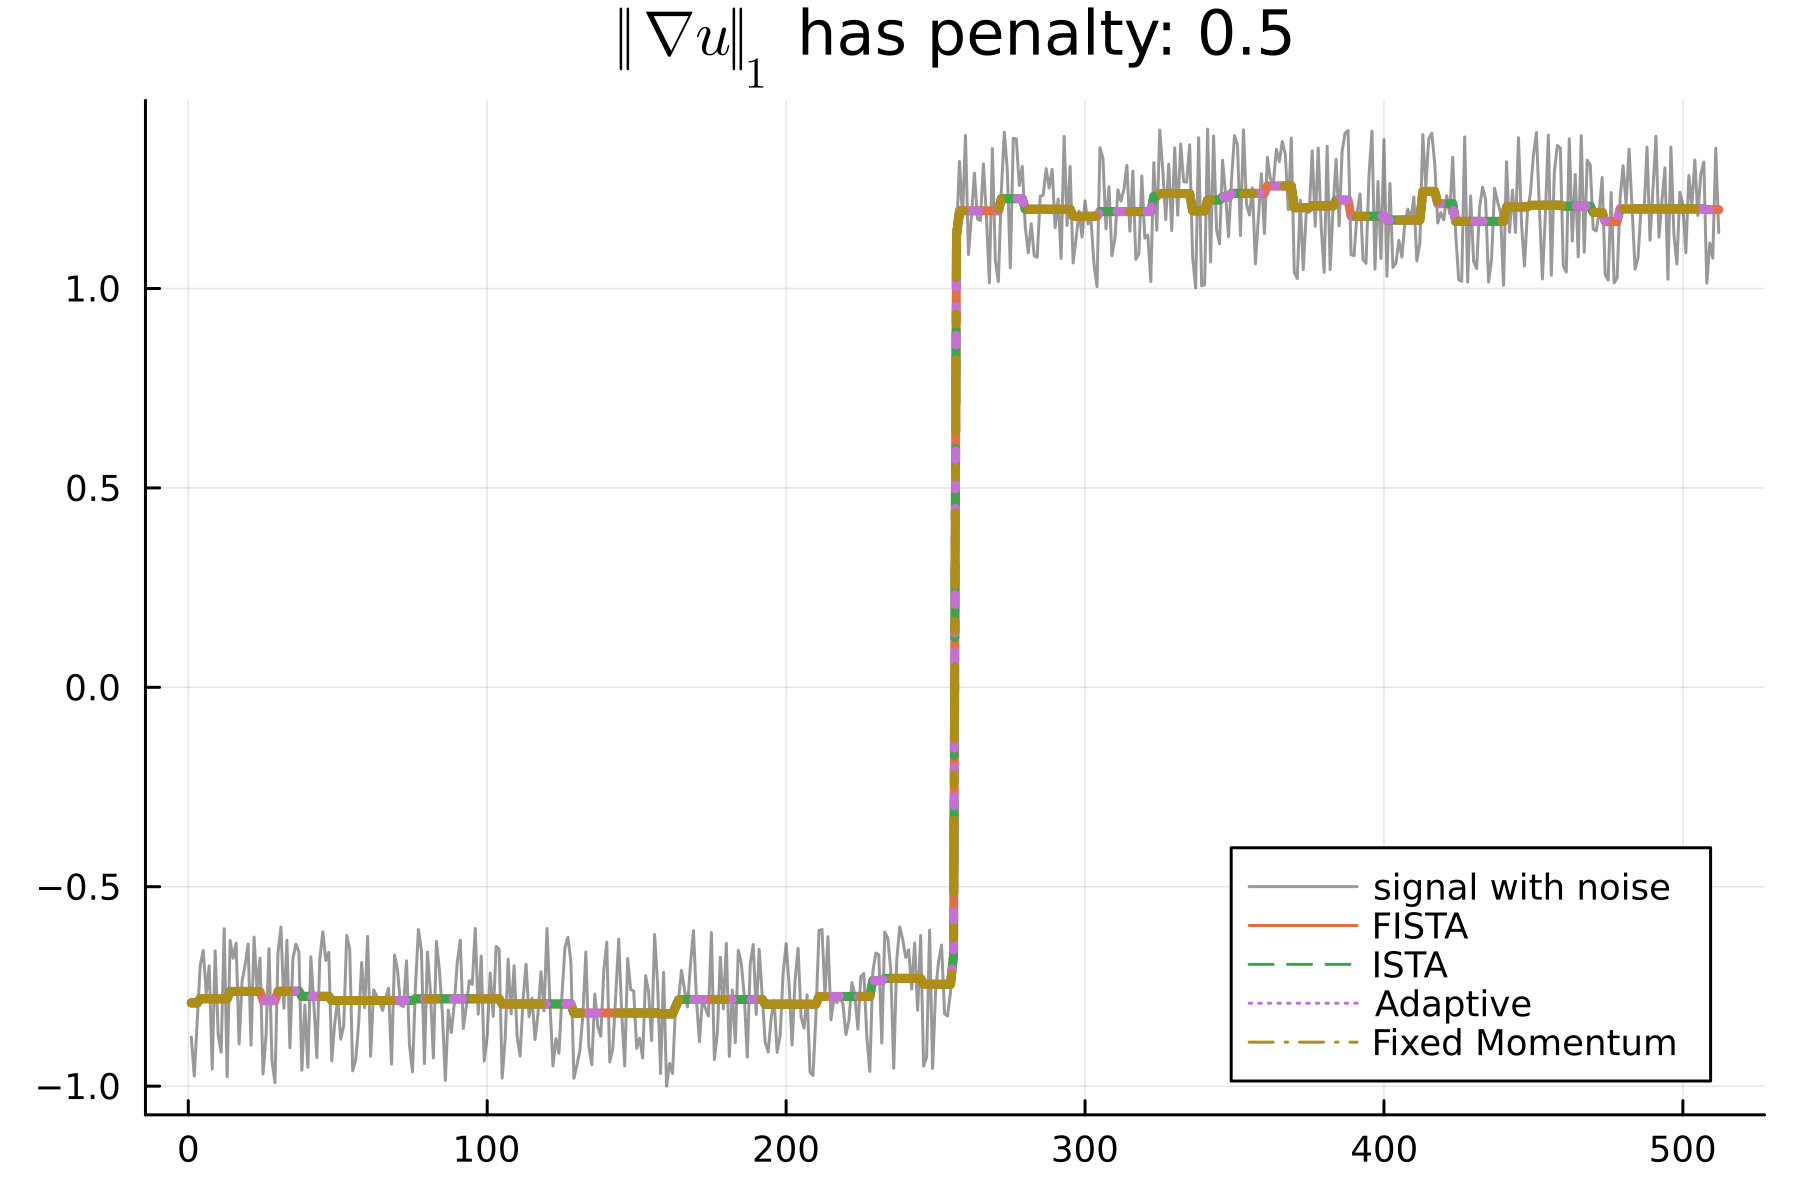 ‖∇u‖₁ has penalty: 0.5
1.0
0.5
0.0
−0.5
−1.0
0 100 200 300 400 500
signal with noise
FISTA
ISTA
Adaptive
Fixed Momentum